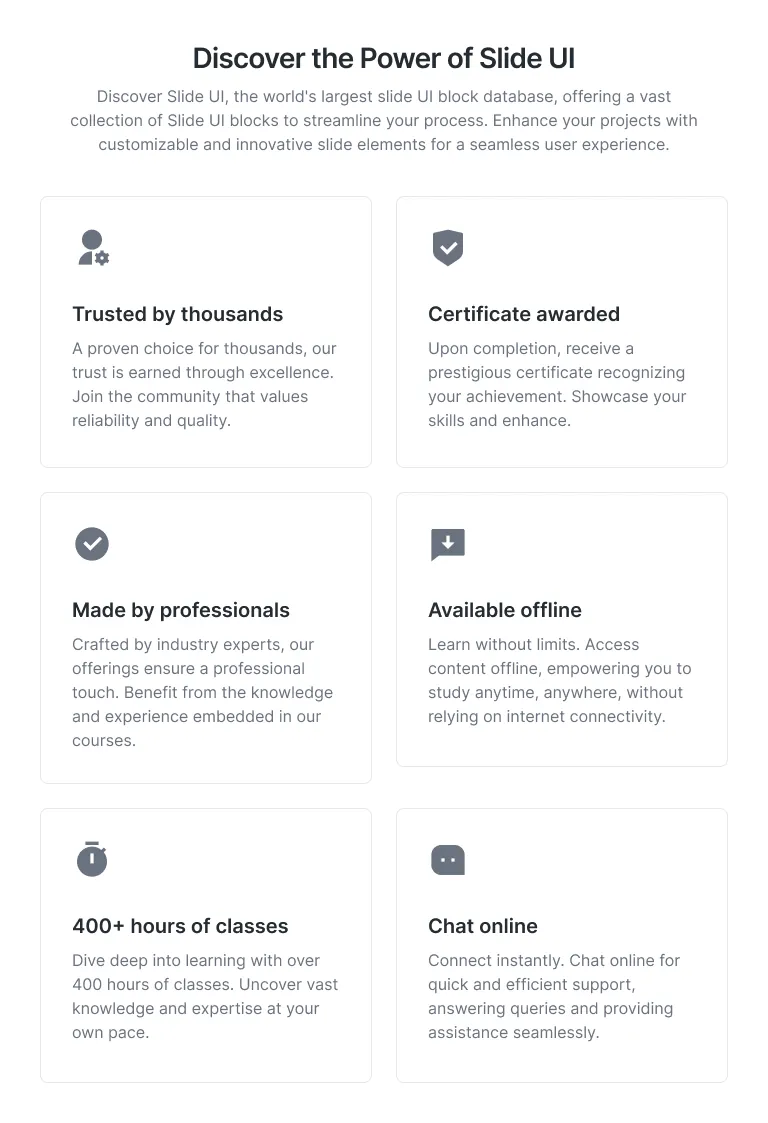 Discover the Power of Slide UI
Discover Slide UI, the world's largest slide UI block database, offering a vast
collection of Slide UI blocks to streamline your process. Enhance your projects with
customizable and innovative slide elements for a seamless user experience.
Trusted by thousands
A proven choice for thousands, our
trust is earned through excellence.
Join the community that values
reliability and quality.
Certificate awarded
Upon completion, receive a
prestigious certificate recognizing
your achievement. Showcase your
skills and enhance.
Made by professionals
Crafted by industry experts, our
offerings ensure a professional
touch. Benefit from the knowledge
and experience embedded in our
courses.
Available offline
Learn without limits. Access
content offline, empowering you to
study anytime, anywhere, without
relying on internet connectivity.
400+ hours of classes
Dive deep into learning with over
400 hours of classes. Uncover vast
knowledge and expertise at your
own pace.
Chat online
Connect instantly. Chat online for
quick and efficient support,
answering queries and providing
assistance seamlessly.